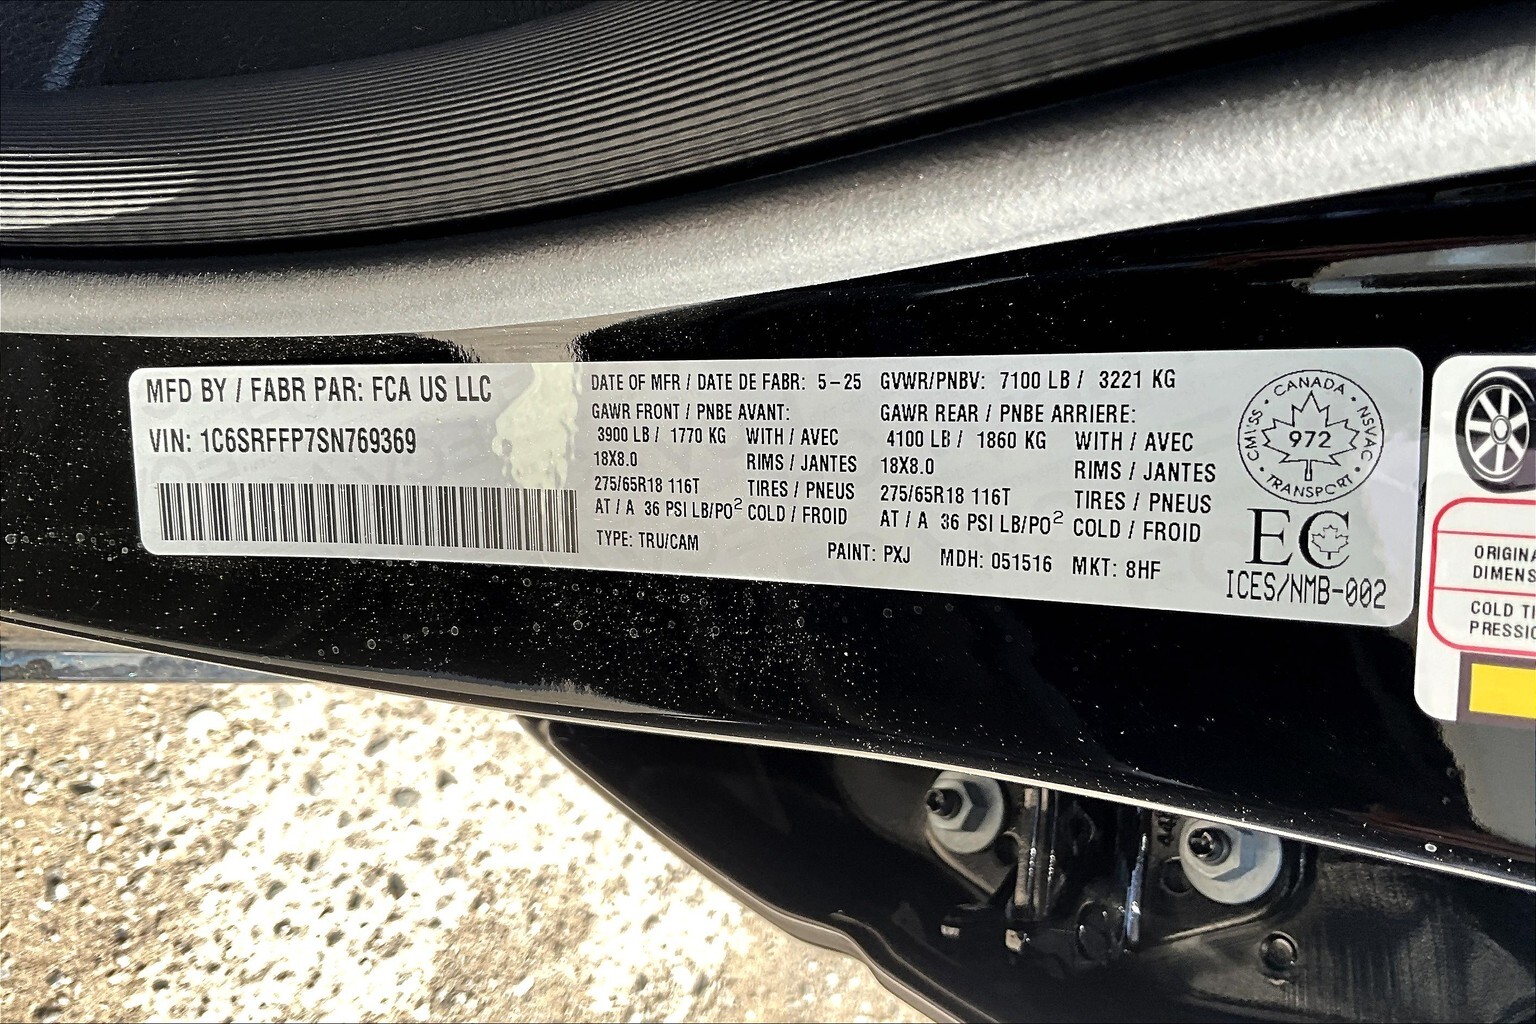 MFD BY / FABR PAR: FCA US LLC
VIN: 1C6SRFFP7SN769369
DATE OF MFR / DATE DE FABR: 5-25 GVWR/PNBV: 7100 LB / 3221 KG
GAWR FRONT / PNBE AVANT:
3900 LB / 1770 KG WITH / AVEC
18X8.0 RIMS / JANTES
275/65R18 116T TIRES / PNEUS
AT / A 36 PSI LB/PO² COLD / FROID
GAWR REAR / PNBE ARRIERE:
4100 LB / 1860 KG WITH / AVEC
18X8.0 RIMS / JANTES
275/65R18 116T TIRES / PNEUS
AT / A 36 PSI LB/PO² COLD / FROID
TYPE: TRU/CAM PAINT: PXJ MDH: 051516 MKT: 8HF
CANADA
CMVSS
NSVAC
972
TRANSPORT
EC
ICES/NMB-002
ORIGINA
DIMENS
COLD TI
PRESSIO